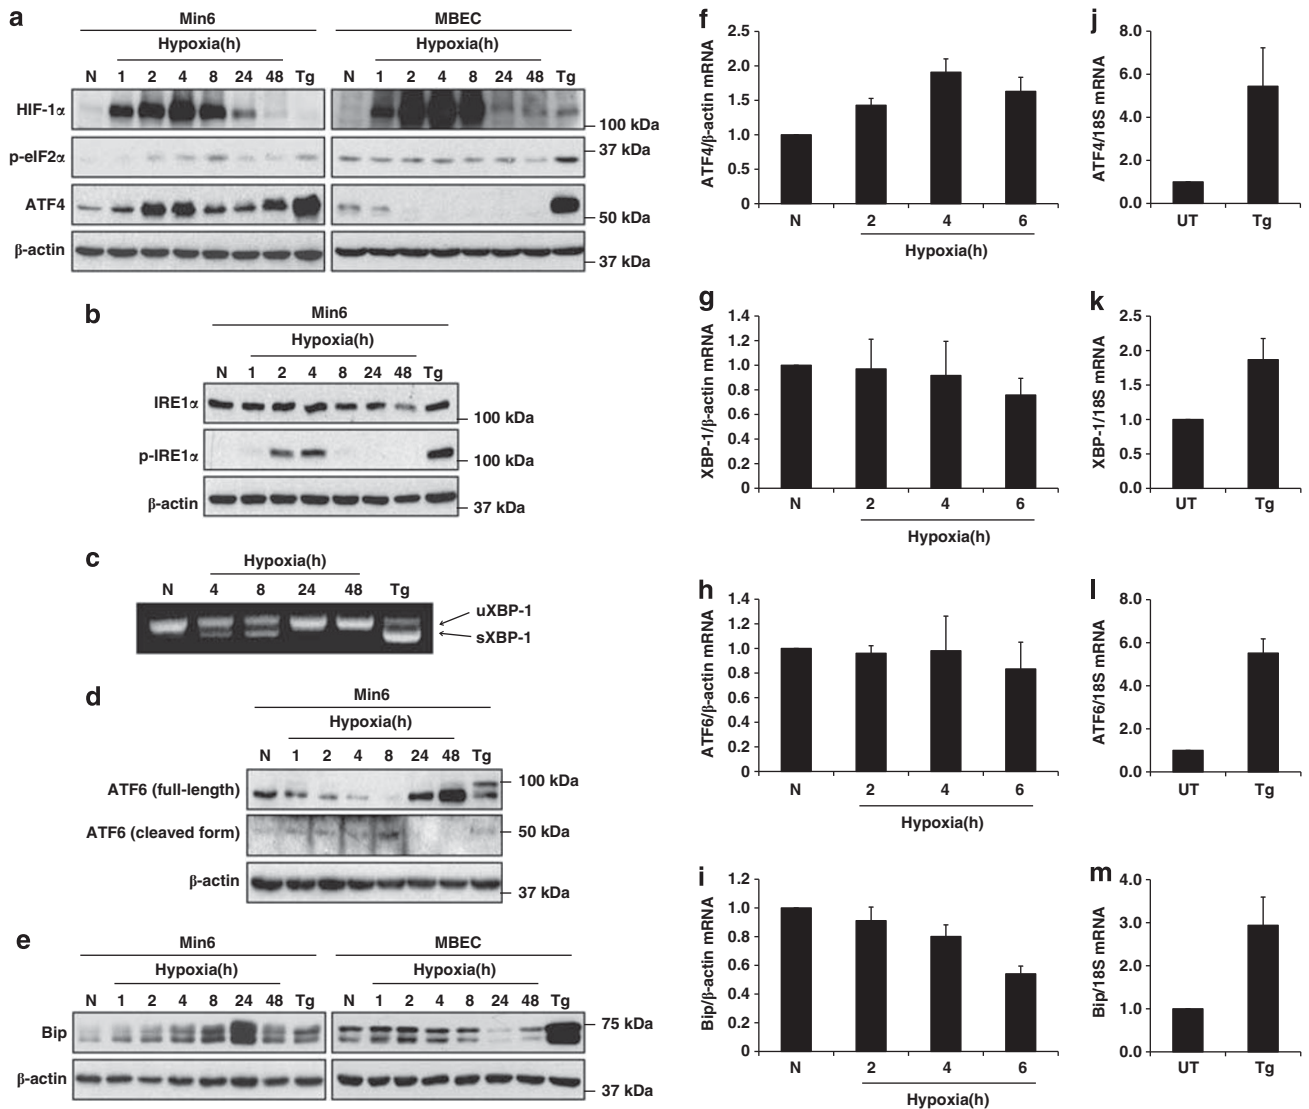 a
Min6 MBEC
Hypoxia(h) Hypoxia(h)
N 1 2 4 8 24 48 Tg N 1 2 4 8 24 48 Tg
HIF-1α
100 kDa
p-eIF2α
37 kDa
ATF4
50 kDa
β-actin
37 kDa
b
Min6
Hypoxia(h)
N 1 2 4 8 24 48 Tg
IRE1α
100 kDa
p-IRE1α
100 kDa
β-actin
37 kDa
c
Hypoxia(h)
N 4 8 24 48 Tg
uXBP-1
sXBP-1
d
Min6
Hypoxia(h)
N 1 2 4 8 24 48 Tg
ATF6 (full-length)
100 kDa
ATF6 (cleaved form)
50 kDa
β-actin
37 kDa
e
Min6 MBEC
Hypoxia(h) Hypoxia(h)
N 1 2 4 8 24 48 Tg N 1 2 4 8 24 48 Tg
Bip
75 kDa
β-actin
37 kDa
f
ATF4/β-actin mRNA
2.5
2.0
1.5
1.0
0.5
0
N 2 4 6
Hypoxia(h)
j
ATF4/18S mRNA
8.0
6.0
4.0
2.0
0.0
UT Tg
g
XBP-1/β-actin mRNA
1.4
1.2
1.0
0.8
0.6
0.4
0.2
0
N 2 4 6
Hypoxia(h)
k
XBP-1/18S mRNA
2.5
2.0
1.5
1.0
0.5
0.0
UT Tg
h
ATF6/β-actin mRNA
1.4
1.2
1.0
0.8
0.6
0.4
0.2
0
N 2 4 6
Hypoxia(h)
l
ATF6/18S mRNA
8.0
6.0
4.0
2.0
0.0
UT Tg
i
Bip/β-actin mRNA
1.2
1.0
0.8
0.6
0.4
0.2
0
N 2 4 6
Hypoxia(h)
m
Bip/18S mRNA
4.0
3.0
2.0
1.0
0.0
UT Tg